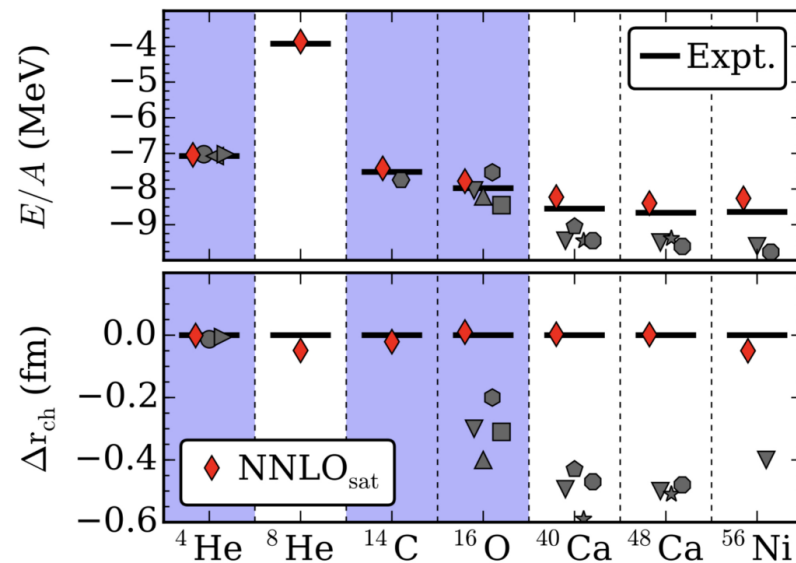 E/A (MeV)
−4
−5
−6
−7
−8
−9
Expt.
Δr_ch (fm)
0.0
−0.2
−0.4
−0.6
NNLO_sat
⁴He ⁸He ¹⁴C ¹⁶O ⁴⁰Ca ⁴⁸Ca ⁵⁶Ni